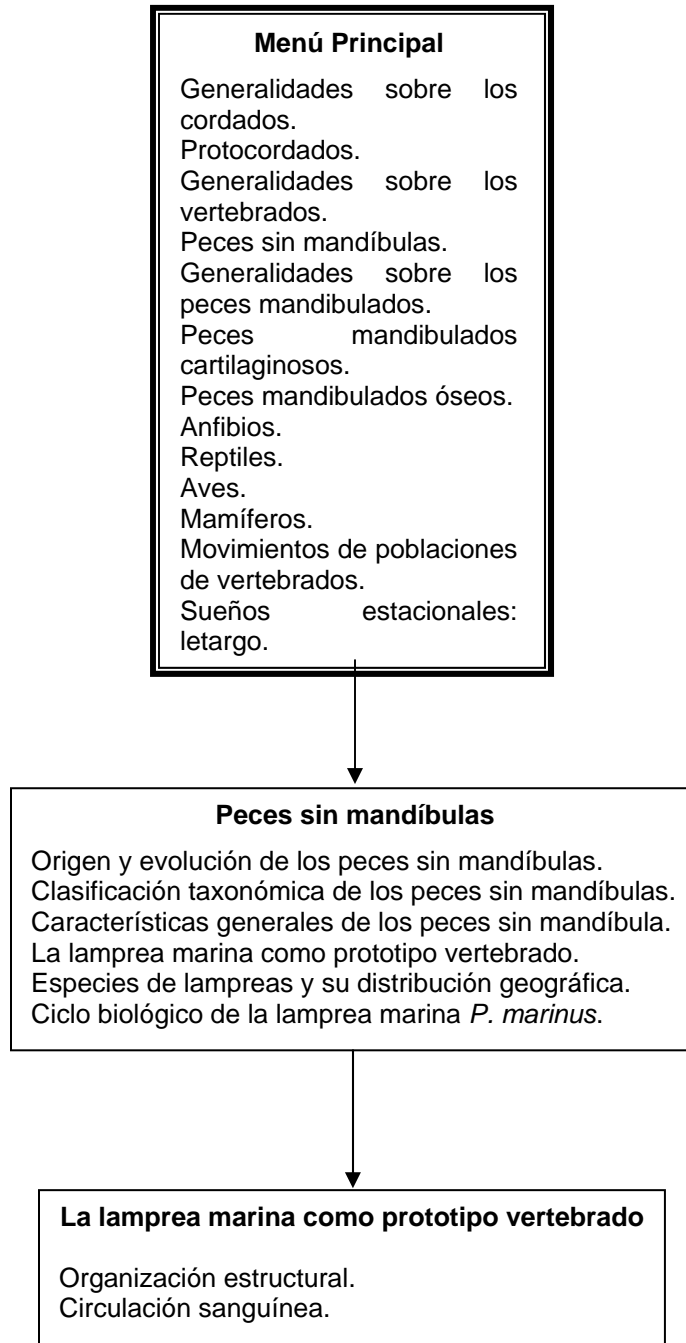 Menú Principal
Generalidades sobre los
cordados.
Protocordados.
Generalidades sobre los
vertebrados.
Peces sin mandíbulas.
Generalidades sobre los
peces mandibulados.
Peces mandibulados
cartilaginosos.
Peces mandibulados óseos.
Anfibios.
Reptiles.
Aves.
Mamíferos.
Movimientos de poblaciones
de vertebrados.
Sueños estacionales:
letargo.
Peces sin mandíbulas
Origen y evolución de los peces sin mandíbulas.
Clasificación taxonómica de los peces sin mandíbulas.
Característícas generales de los peces sin mandíbula.
La lamprea marina como prototipo vertebrado.
Especies de lampreas y su distribución geográfica.
Ciclo biológico de la lamprea marina P. marinus.
La lamprea marina como prototipo vertebrado
Organización estructural.
Circulación sanguínea.